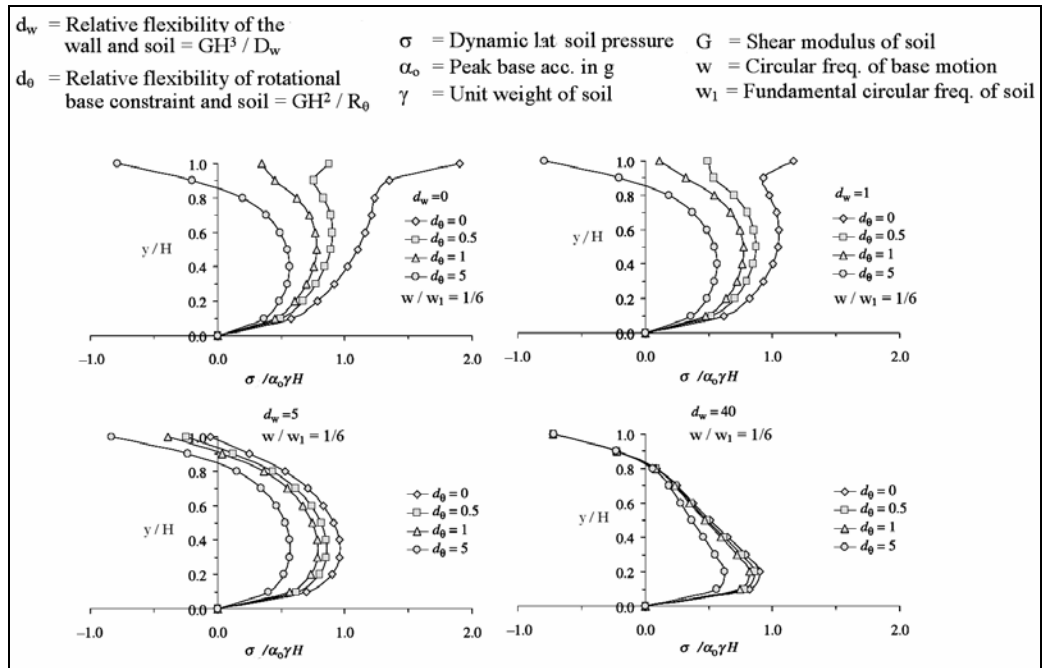 d_w = Relative flexibility of the
wall and soil = GH³ / D_w
d_θ = Relative flexibility of rotational
base constraint and soil = GH² / R_θ
σ = Dynamic lat soil pressure
α_o = Peak base acc. in g
γ = Unit weight of soil
G = Shear modulus of soil
w = Circular freq. of base motion
w₁ = Fundamental circular freq. of soil
1.0
0.8
0.6
0.4
0.2
0.0
y/H
d_w=0
d_θ = 0
d_θ = 0.5
d_θ = 1
d_θ = 5
w / w₁ = 1/6
−1.0 0.0 1.0 2.0
σ /α_oγH
1.0
0.8
0.6
0.4
0.2
0.0
y/H
d_w=1
d_θ = 0
d_θ = 0.5
d_θ = 1
d_θ = 5
w / w₁ = 1/6
−1.0 0.0 1.0 2.0
σ /α_oγH
d_w=5
w / w₁ = 1/6
1.0
0.8
0.6
0.4
0.2
0.0
y/H
d_θ = 0
d_θ = 0.5
d_θ = 1
d_θ = 5
−1.0 0.0 1.0 2.0
σ /α_oγH
d_w=40
w / w₁ = 1/6
1.0
0.8
0.6
0.4
0.2
0.0
y/H
d_θ = 0
d_θ = 0.5
d_θ = 1
d_θ = 5
−1.0 0.0 1.0 2.0
σ /α_oγH